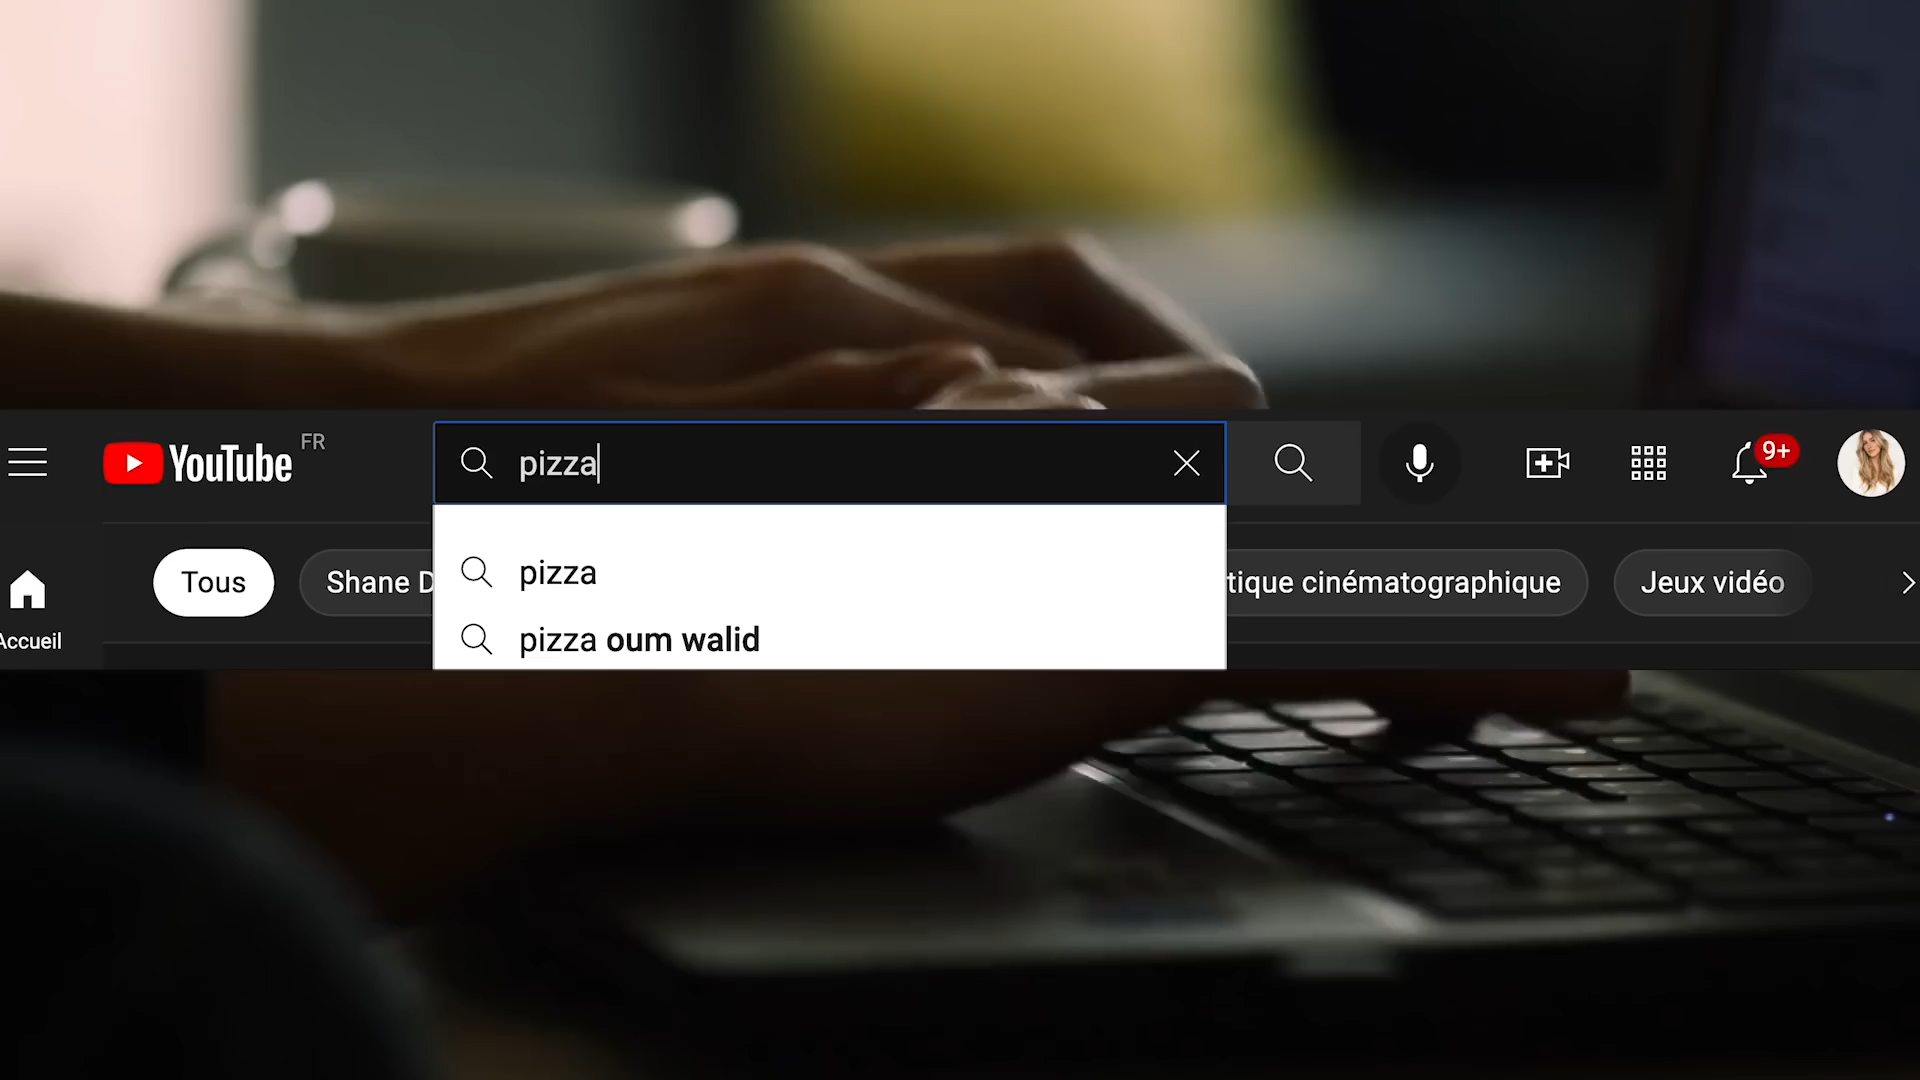 YouTube FR
pizza
9+
Tous
Shane D
tique cinématographique
Jeux vidéo
pizza
pizza oum walid
Accueil